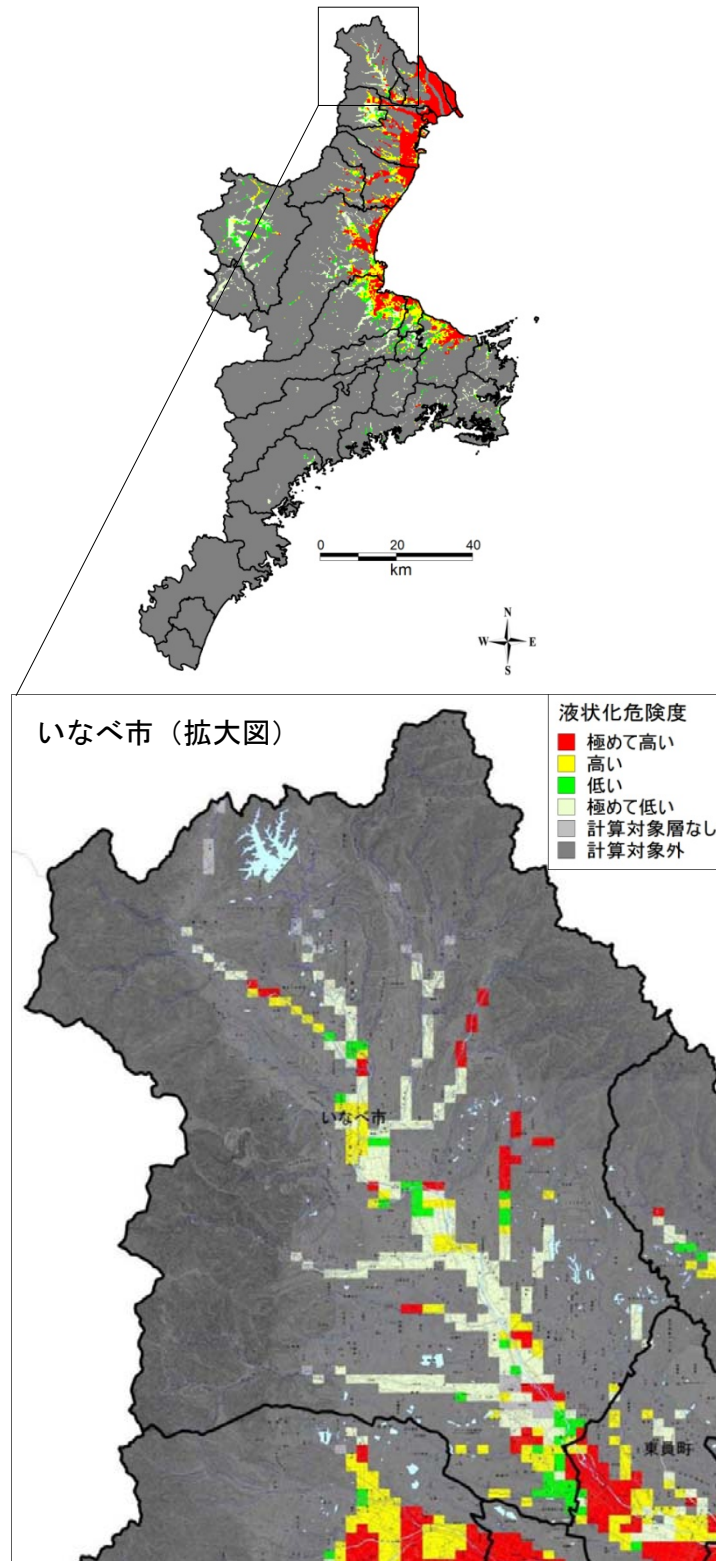 0 20 40
km
N
W E
S
いなべ市（拡大図）
液状化危険度
極めて高い
高い
低い
極めて低い
計算対象層なし
計算対象外
いなべ市
東員町